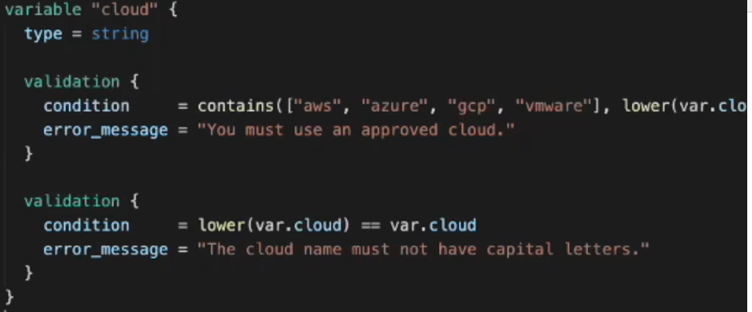 variable "cloud" {
  type = string
  validation {
    condition     = contains(["aws", "azure", "gcp", "vmware"], lower(var.clo
    error_message = "You must use an approved cloud."
  }
  validation {
    condition     = lower(var.cloud) == var.cloud
    error_message = "The cloud name must not have capital letters."
  }
}